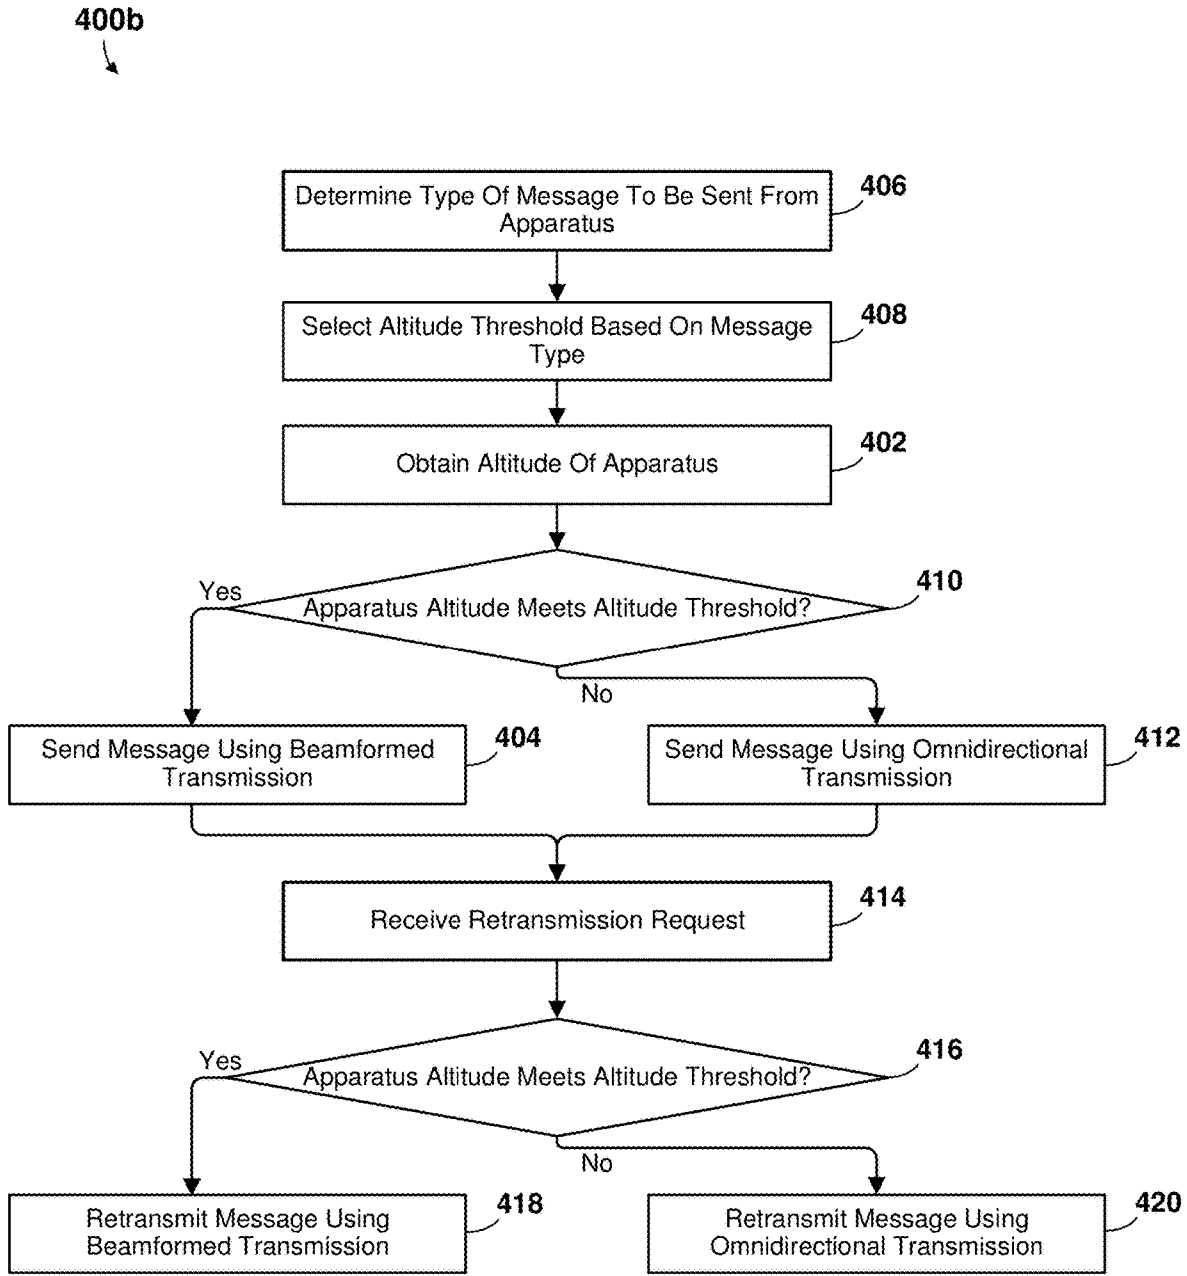 400b
Determine Type Of Message To Be Sent From
Apparatus
406
Select Altitude Threshold Based On Message
Type
408
Obtain Altitude Of Apparatus
402
Apparatus Altitude Meets Altitude Threshold?
410
Yes
No
Send Message Using Beamformed
Transmission
404
Send Message Using Omnidirectional
Transmission
412
Receive Retransmission Request
414
Apparatus Altitude Meets Altitude Threshold?
416
Yes
No
Retransmit Message Using
Beamformed Transmission
418
Retransmit Message Using
Omnidirectional Transmission
420